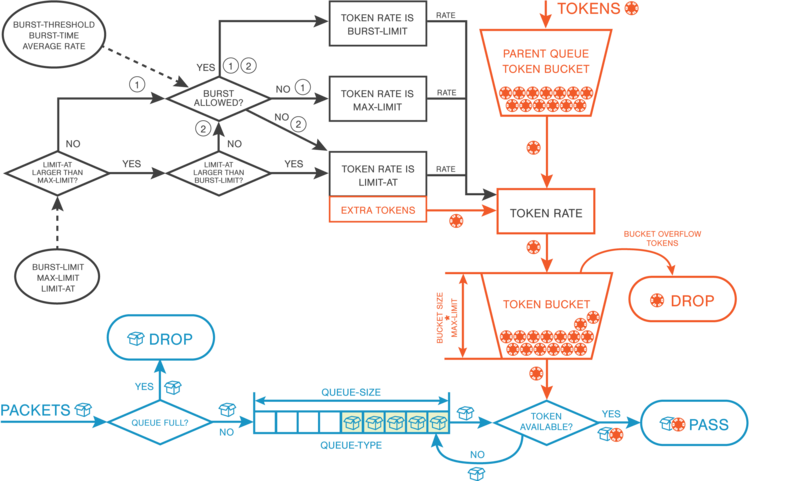 BURST-THRESHOLD
BURST-TIME
AVERAGE RATE
TOKEN RATE IS
BURST-LIMIT
RATE
TOKENS
PARENT QUEUE
TOKEN BUCKET
YES
1 2
1
BURST
ALLOWED?
NO 1
TOKEN RATE IS
MAX-LIMIT
RATE
NO 2
2
NO
NO
LIMIT-AT
LARGER THAN
MAX-LIMIT?
YES
LIMIT-AT
LARGER THAN
BURST-LIMIT?
YES
TOKEN RATE IS
LIMIT-AT
RATE
EXTRA TOKENS
TOKEN RATE
BURST-LIMIT
MAX-LIMIT
LIMIT-AT
BUCKET OVERFLOW
TOKENS
BUCKET SIZE
*
MAX-LIMIT
TOKEN BUCKET
DROP
DROP
YES
QUEUE-SIZE
PACKETS
QUEUE FULL?
NO
QUEUE-TYPE
TOKEN
AVAILABLE?
YES
PASS
NO